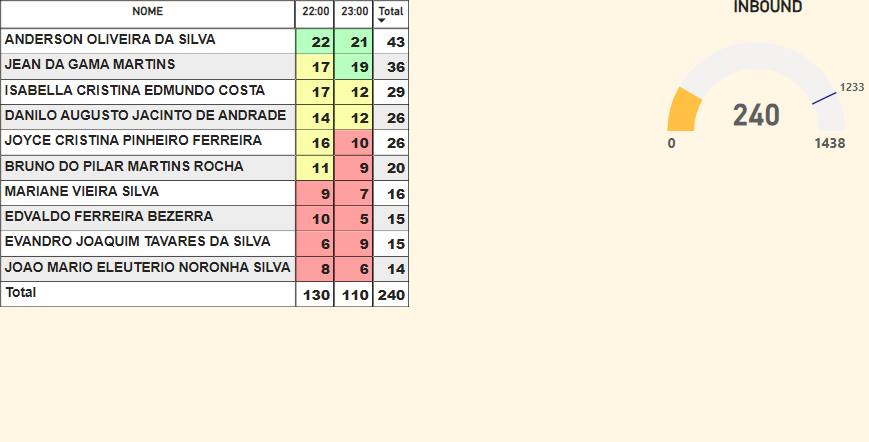 NOME 22:00 23:00 Total
ANDERSON OLIVEIRA DA SILVA 22 21 43
JEAN DA GAMA MARTINS 17 19 36
ISABELLA CRISTINA EDMUNDO COSTA 17 12 29
DANILO AUGUSTO JACINTO DE ANDRADE 14 12 26
JOYCE CRISTINA PINHEIRO FERREIRA 16 10 26
BRUNO DO PILAR MARTINS ROCHA 11 9 20
MARIANE VIEIRA SILVA 9 7 16
EDVALDO FERREIRA BEZERRA 10 5 15
EVANDRO JOAQUIM TAVARES DA SILVA 6 9 15
JOAO MARIO ELEUTERIO NORONHA SILVA 8 6 14
Total 130 110 240
INBOUND
1233
240
0 1438